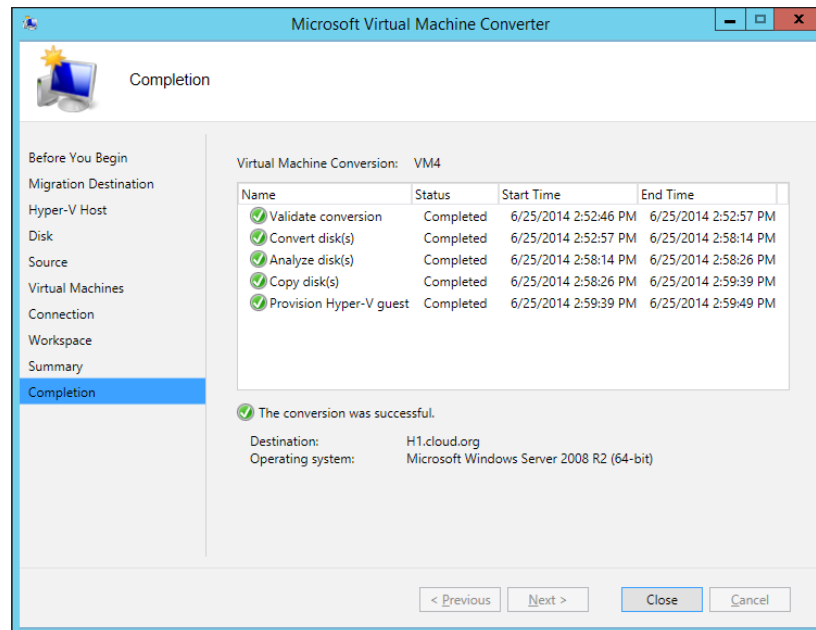 Microsoft Virtual Machine Converter
Completion
Before You Begin
Migration Destination
Hyper-V Host
Disk
Source
Virtual Machines
Connection
Workspace
Summary
Completion
Virtual Machine Conversion: VM4
Name Status Start Time End Time
Validate conversion Completed 6/25/2014 2:52:46 PM 6/25/2014 2:52:57 PM
Convert disk(s) Completed 6/25/2014 2:52:57 PM 6/25/2014 2:58:14 PM
Analyze disk(s) Completed 6/25/2014 2:58:14 PM 6/25/2014 2:58:26 PM
Copy disk(s) Completed 6/25/2014 2:58:26 PM 6/25/2014 2:59:39 PM
Provision Hyper-V guest Completed 6/25/2014 2:59:39 PM 6/25/2014 2:59:49 PM
The conversion was successful.
Destination: H1.cloud.org
Operating system: Microsoft Windows Server 2008 R2 (64-bit)
< Previous Next > Close Cancel